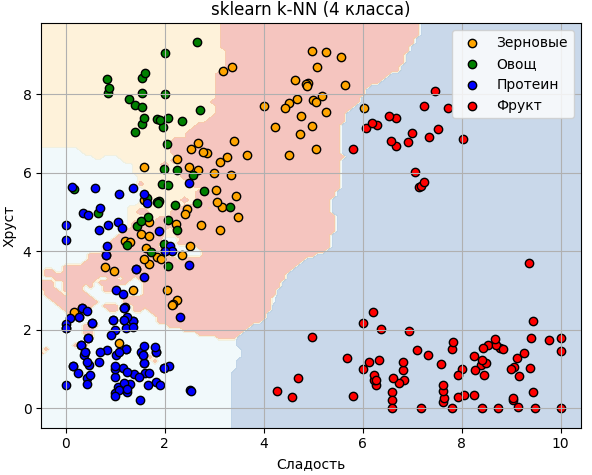 sklearn k-NN (4 класса)
Зерновые
Овощ
Протеин
Фрукт
Хруст
8
6
4
2
0
0 2 4 6 8 10
Сладость